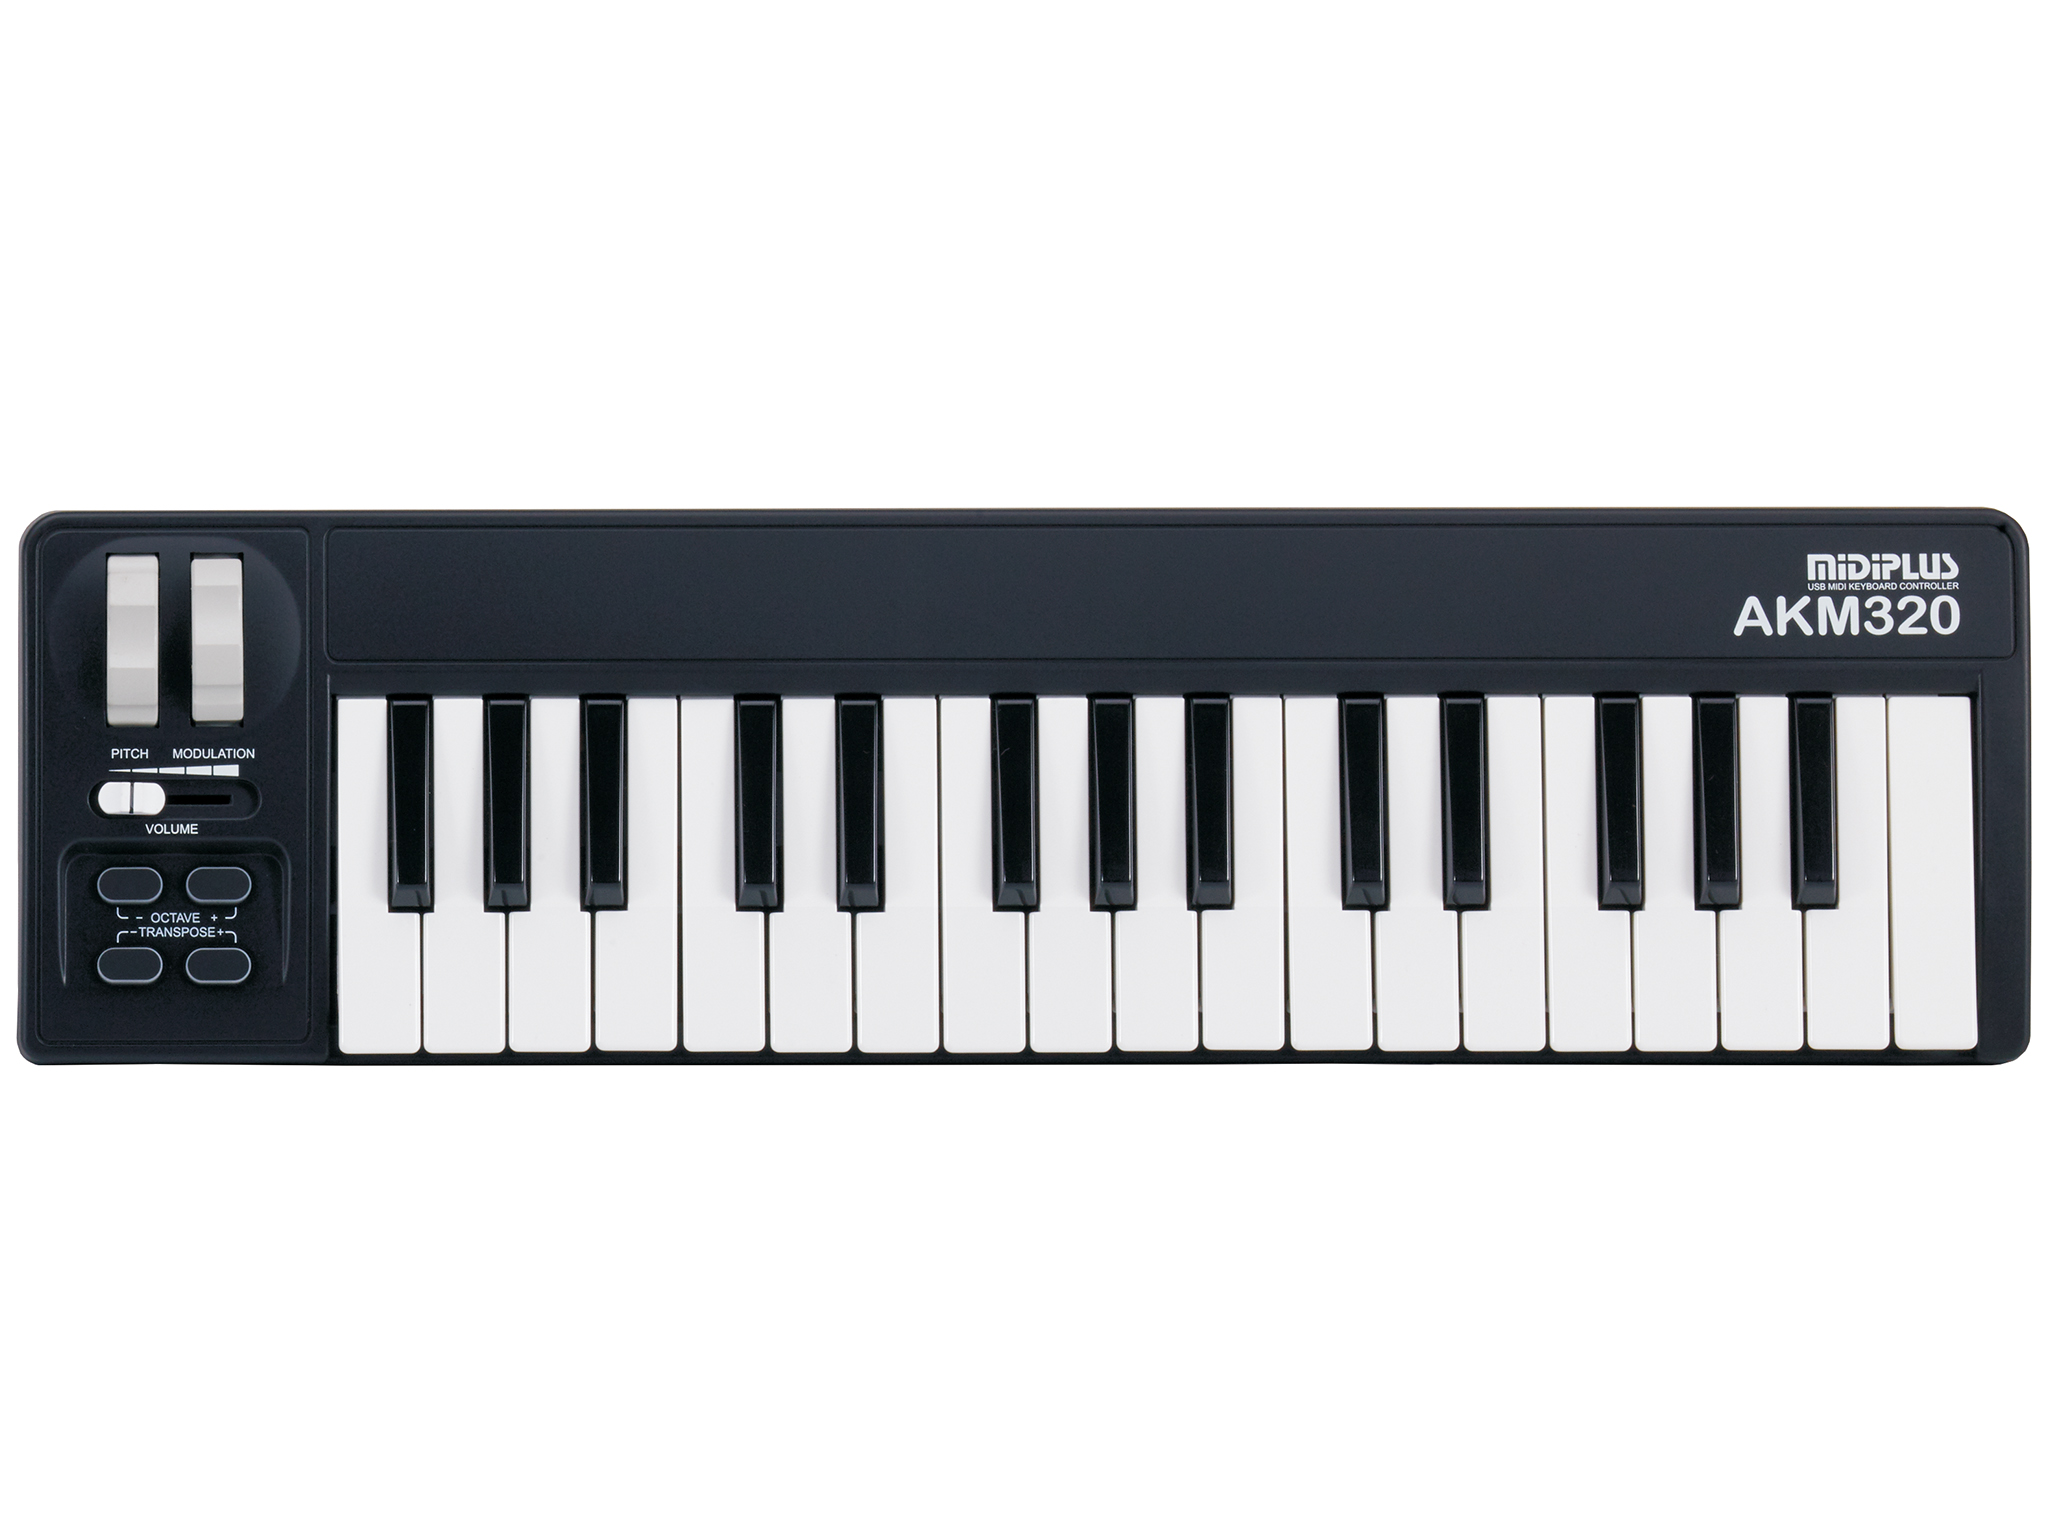 MiDiPLUS
USB MIDI KEYBOARD CONTROLLER
AKM320
PITCH MODULATION
VOLUME
- OCTAVE +
-TRANSPOSE+